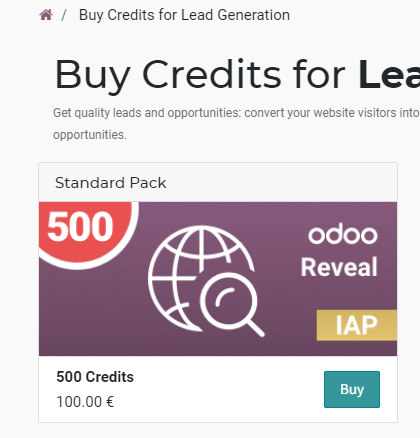 / Buy Credits for Lead Generation
Buy Credits for Lea
Get quality leads and opportunities: convert your website visitors into
opportunities.
Standard Pack
500
odoo
Reveal
IAP
500 Credits
100.00 €
Buy